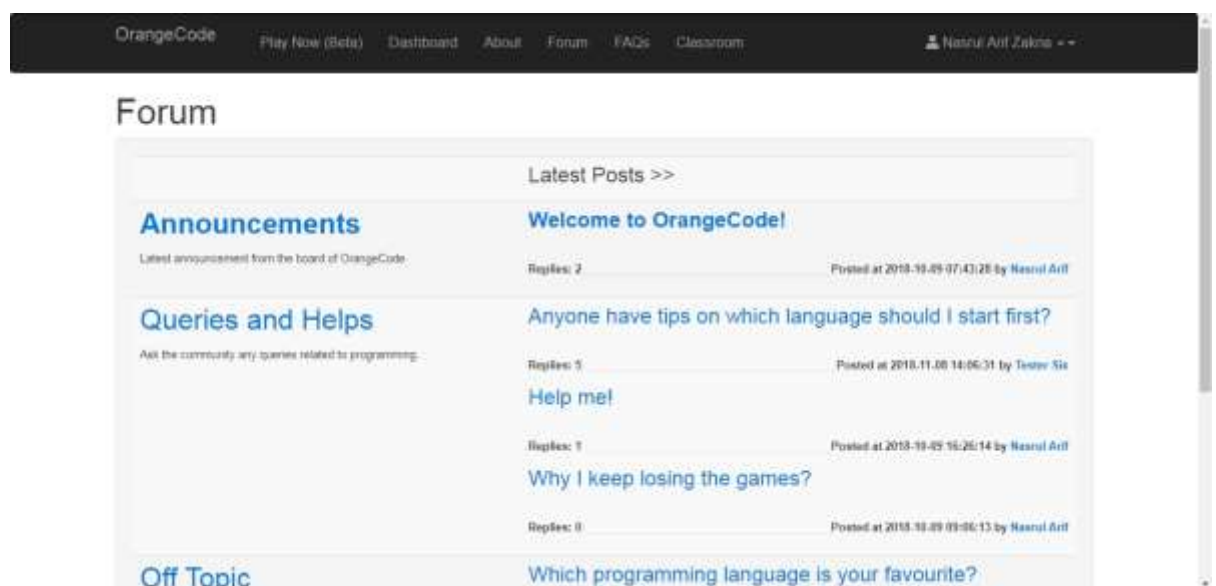 OrangeCode Play Now (Beta) Dashboard About Forum FAQs Classroom Nasrul Arif Zakria
Forum
Latest Posts >>
Announcements
Latest announcement from the board of OrangeCode
Welcome to OrangeCode!
Replies: 2 Posted at 2018-10-09 07:43:28 by Nasrul Arif
Queries and Helps
Ask the community any queries related to programming.
Anyone have tips on which language should I start first?
Replies: 5 Posted at 2018-11-08 14:06:31 by Tester Six
Help me!
Replies: 1 Posted at 2018-10-09 16:26:14 by Nasrul Arif
Why I keep losing the games?
Replies: 0 Posted at 2018-10-09 09:06:13 by Nasrul Arif
Off Topic
Which programming language is your favourite?